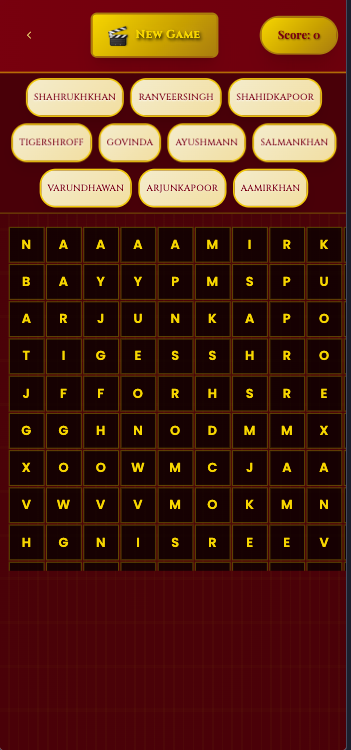 New Game
Score: 0
SHAHRUKHKHAN RANVEERSINGH SHAHIDKAPOOR
TIGERSHROFF GOVINDA AYUSHMANN SALMANKHAN
VARUNDHAWAN ARJUNKAPOOR AAMIRKHAN
N A A A A M I R K
B A Y Y P M S P U
A R J U N K A P O
T I G E S S H R O
J F F O R H S R E
G G H N O D M M X
X O O W M C J A A
V W V V M O K M N
H G N I S R E E V